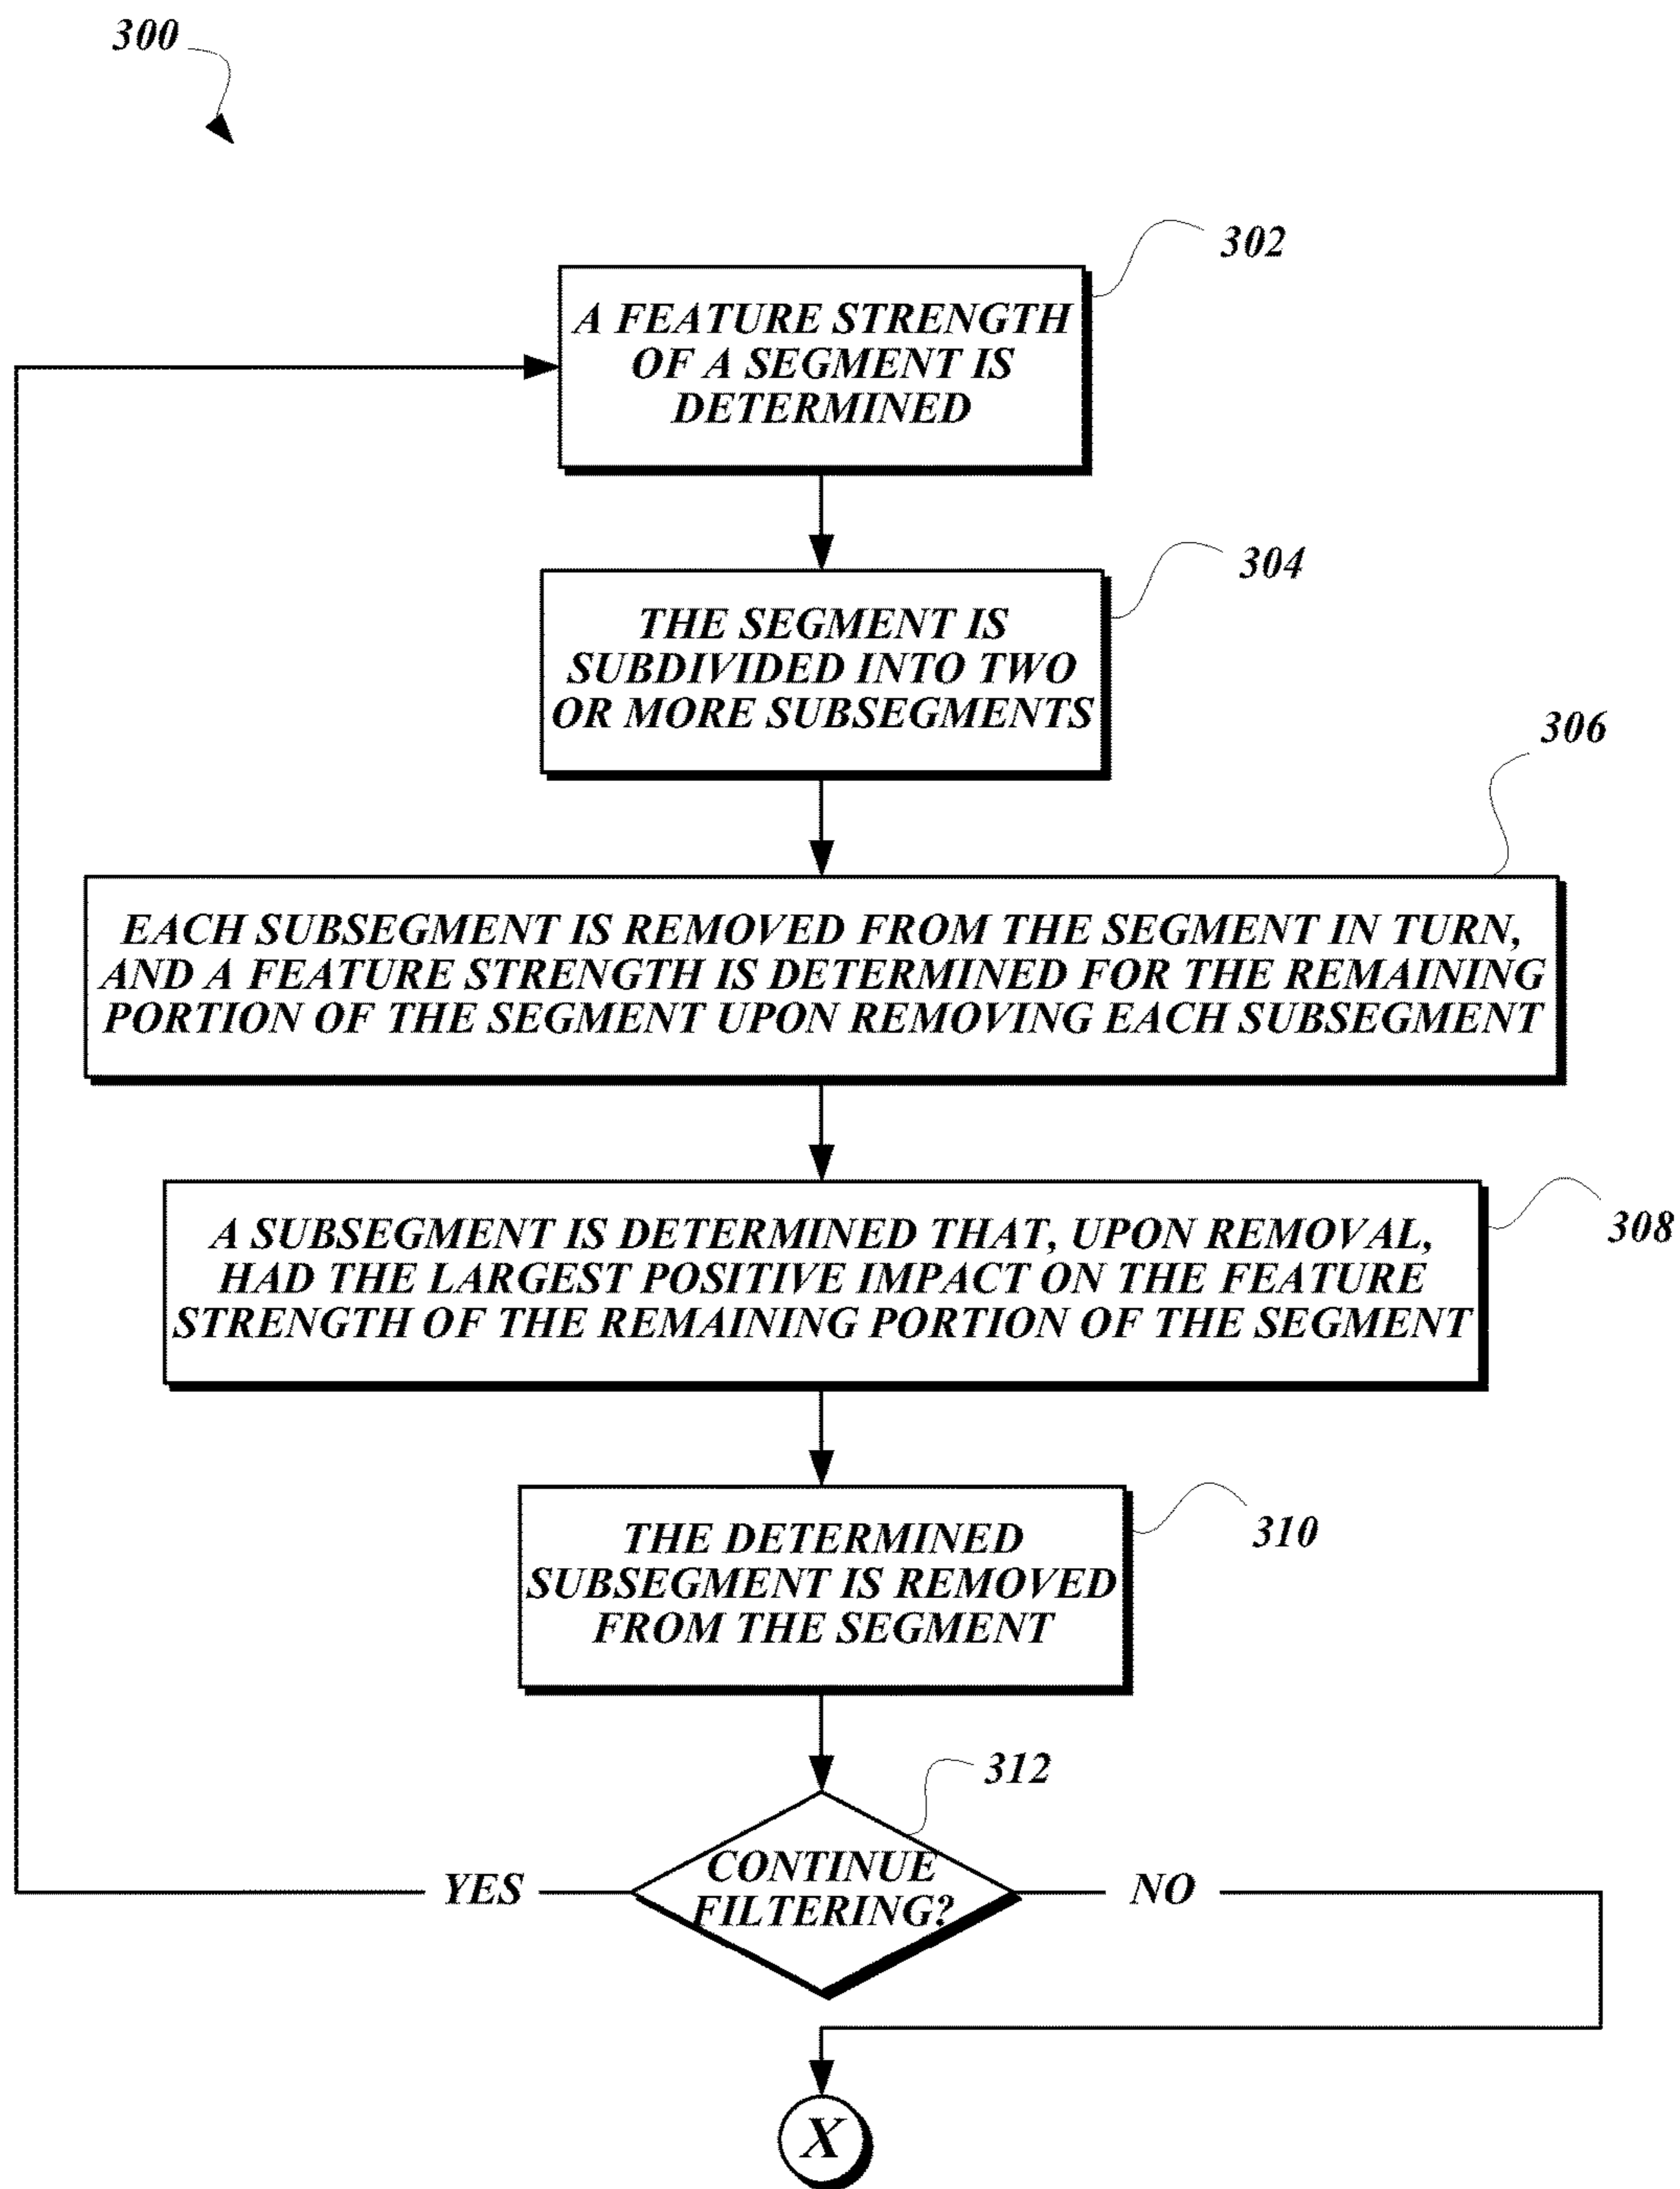 300
302
A FEATURE STRENGTH
OF A SEGMENT IS
DETERMINED
304
THE SEGMENT IS
SUBDIVIDED INTO TWO
OR MORE SUBSEGMENTS
306
EACH SUBSEGMENT IS REMOVED FROM THE SEGMENT IN TURN,
AND A FEATURE STRENGTH IS DETERMINED FOR THE REMAINING
PORTION OF THE SEGMENT UPON REMOVING EACH SUBSEGMENT
308
A SUBSEGMENT IS DETERMINED THAT, UPON REMOVAL,
HAD THE LARGEST POSITIVE IMPACT ON THE FEATURE
STRENGTH OF THE REMAINING PORTION OF THE SEGMENT
310
THE DETERMINED
SUBSEGMENT IS REMOVED
FROM THE SEGMENT
312
CONTINUE
FILTERING?
YES
NO
X